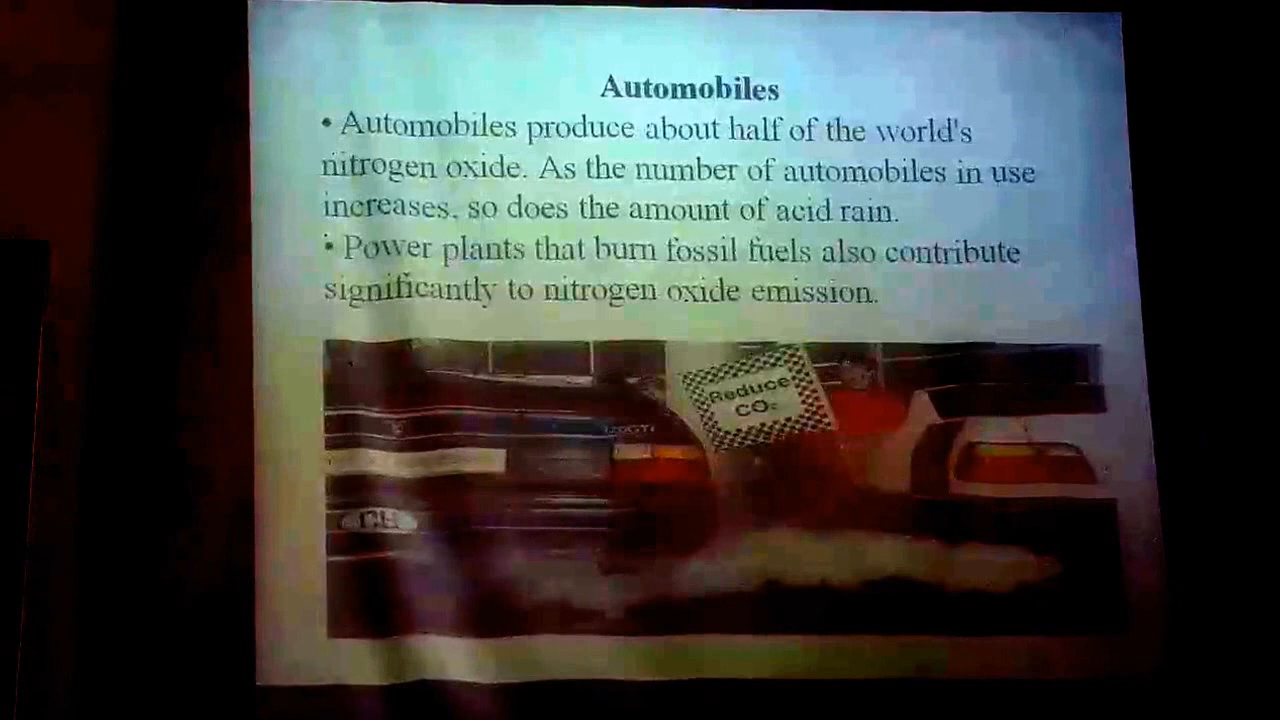 Automobiles
• Automobiles produce about half of the world's
nitrogen oxide. As the number of automobiles in use
increases, so does the amount of acid rain.
• Power plants that burn fossil fuels also contribute
significantly to nitrogen oxide emission.
Reduce
CO₂
CH